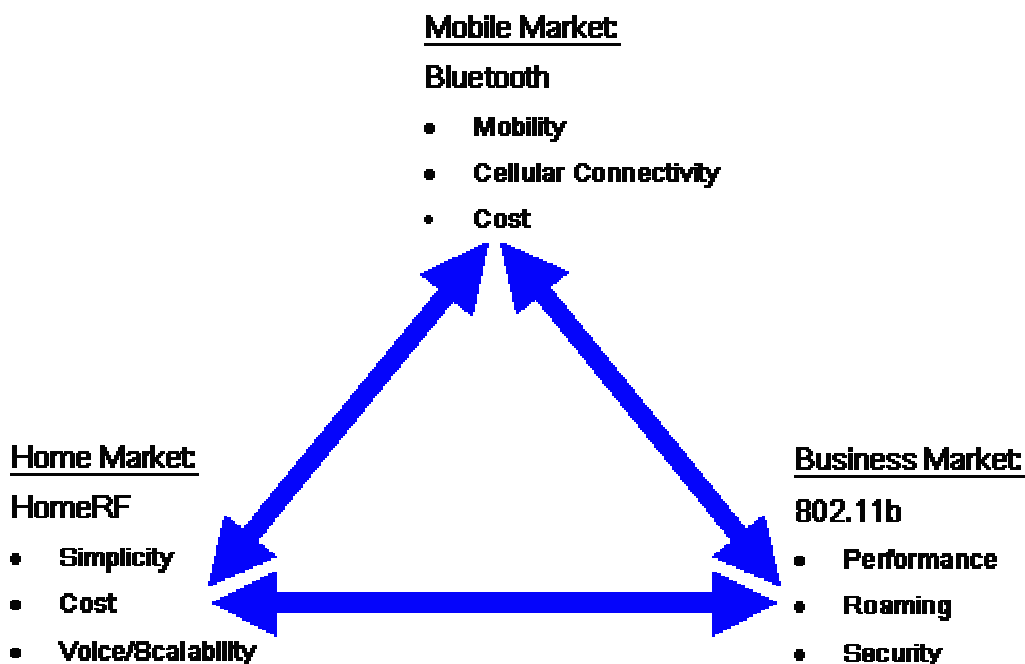 Mobile Market:
Bluetooth
• Mobility
• Cellular Connectivity
• Cost
Home Market:
HomeRF
• Simplicity
• Cost
• Voice/Scalability
Business Market:
802.11b
• Performance
• Roaming
• Security